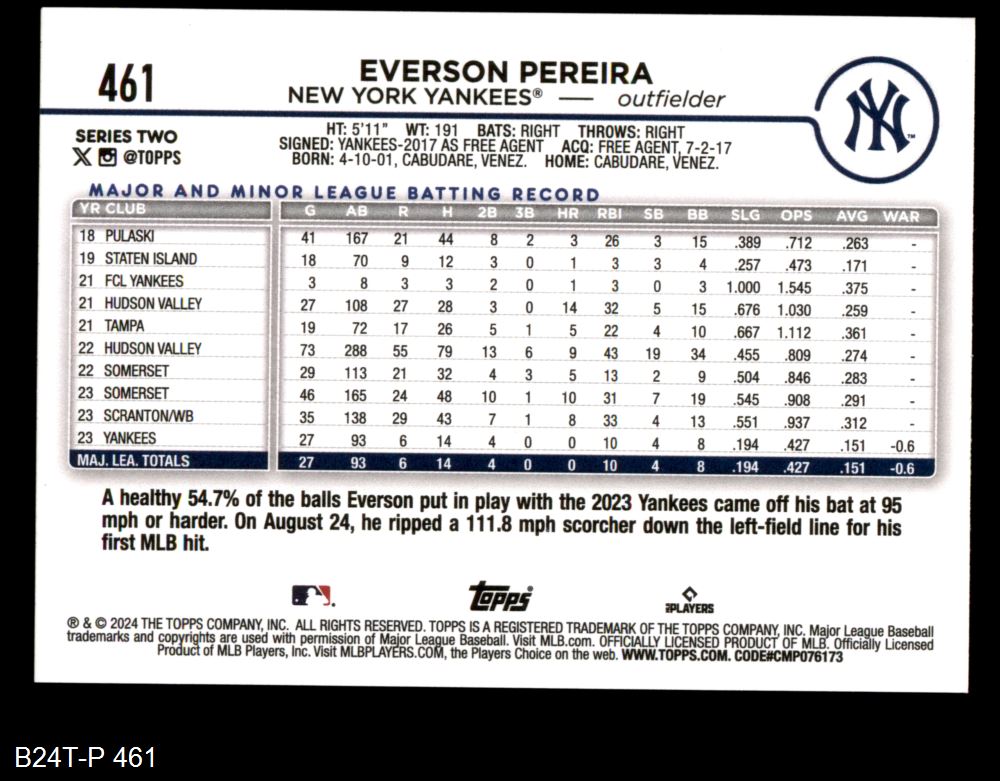 461
EVERSON PEREIRA
NEW YORK YANKEES® — outfielder
NY™
SERIES TWO
@TOPPS
HT: 5'11" WT: 191 BATS: RIGHT THROWS: RIGHT
SIGNED: YANKEES-2017 AS FREE AGENT ACQ: FREE AGENT, 7-2-17
BORN: 4-10-01, CABUDARE, VENEZ. HOME: CABUDARE, VENEZ.
MAJOR AND MINOR LEAGUE BATTING RECORD
YR CLUB G AB R H 2B 3B HR RBI SB BB SLG OPS AVG WAR
18 PULASKI 41 167 21 44 8 2 3 26 3 15 .389 .712 .263 -
19 STATEN ISLAND 18 70 9 12 3 0 1 3 3 4 .257 .473 .171 -
21 FCL YANKEES 3 8 3 3 2 0 1 3 0 3 1.000 1.545 .375 -
21 HUDSON VALLEY 27 108 27 28 3 0 14 32 5 15 .676 1.030 .259 -
21 TAMPA 19 72 17 26 5 1 5 22 4 10 .667 1.112 .361 -
22 HUDSON VALLEY 73 288 55 79 13 6 9 43 19 34 .455 .809 .274 -
22 SOMERSET 29 113 21 32 4 3 5 13 2 9 .504 .846 .283 -
23 SOMERSET 46 165 24 48 10 1 10 31 7 19 .545 .908 .291 -
23 SCRANTON/WB 35 138 29 43 7 1 8 33 4 13 .551 .937 .312 -
23 YANKEES 27 93 6 14 4 0 0 10 4 8 .194 .427 .151 -0.6
MAJ. LEA. TOTALS 27 93 6 14 4 0 0 10 4 8 .194 .427 .151 -0.6
A healthy 54.7% of the balls Everson put in play with the 2023 Yankees came off his bat at 95
mph or harder. On August 24, he ripped a 111.8 mph scorcher down the left-field line for his
first MLB hit.
Topps®
PLAYERS
® & © 2024 THE TOPPS COMPANY, INC. ALL RIGHTS RESERVED. TOPPS IS A REGISTERED TRADEMARK OF THE TOPPS COMPANY, INC. Major League Baseball
trademarks and copyrights are used with permission of Major League Baseball. Visit MLB.com. OFFICIALLY LICENSED PRODUCT OF MLB. Officially Licensed
Product of MLB Players, Inc. Visit MLBPLAYERS.COM, the Players Choice on the web. WWW.TOPPS.COM. CODE#CMP076173
B24T-P 461